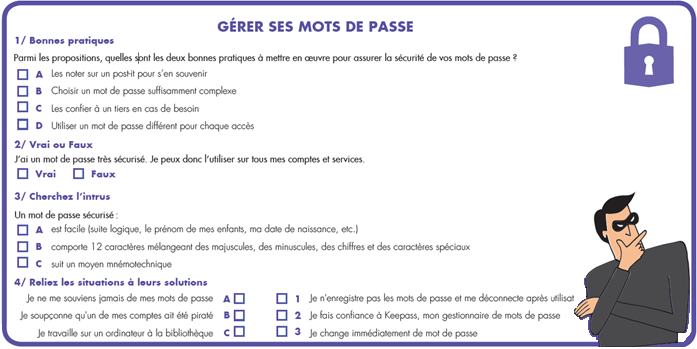 GÉRER SES MOTS DE PASSE
1/ Bonnes pratiques
Parmi les propositions, quelles sont les deux bonnes pratiques à mettre en œuvre pour assurer la sécurité de vos mots de passe ?
A Les noter sur un post-it pour s'en souvenir
B Choisir un mot de passe suffisamment complexe
C Les confier à un tiers en cas de besoin
D Utiliser un mot de passe différent pour chaque accès
2/ Vrai ou Faux
J'ai un mot de passe très sécurisé. Je peux donc l'utiliser sur tous mes comptes et services.
Vrai Faux
3/ Cherchez l'intrus
Un mot de passe sécurisé :
A est facile (suite logique, le prénom de mes enfants, ma date de naissance, etc.)
B comporte 12 caractères mélangeant des majuscules, des minuscules, des chiffres et des caractères spéciaux
C suit un moyen mnémotechnique
4/ Reliez les situations à leurs solutions
Je ne me souviens jamais de mes mots de passe A 1 Je n'enregistre pas les mots de passe et me déconnecte après utilisat
Je soupçonne qu'un de mes comptes ait été piraté B 2 Je fais confiance à Keepass, mon gestionnaire de mots de passe
Je travaille sur un ordinateur à la bibliothèque C 3 Je change immédiatement de mot de passe